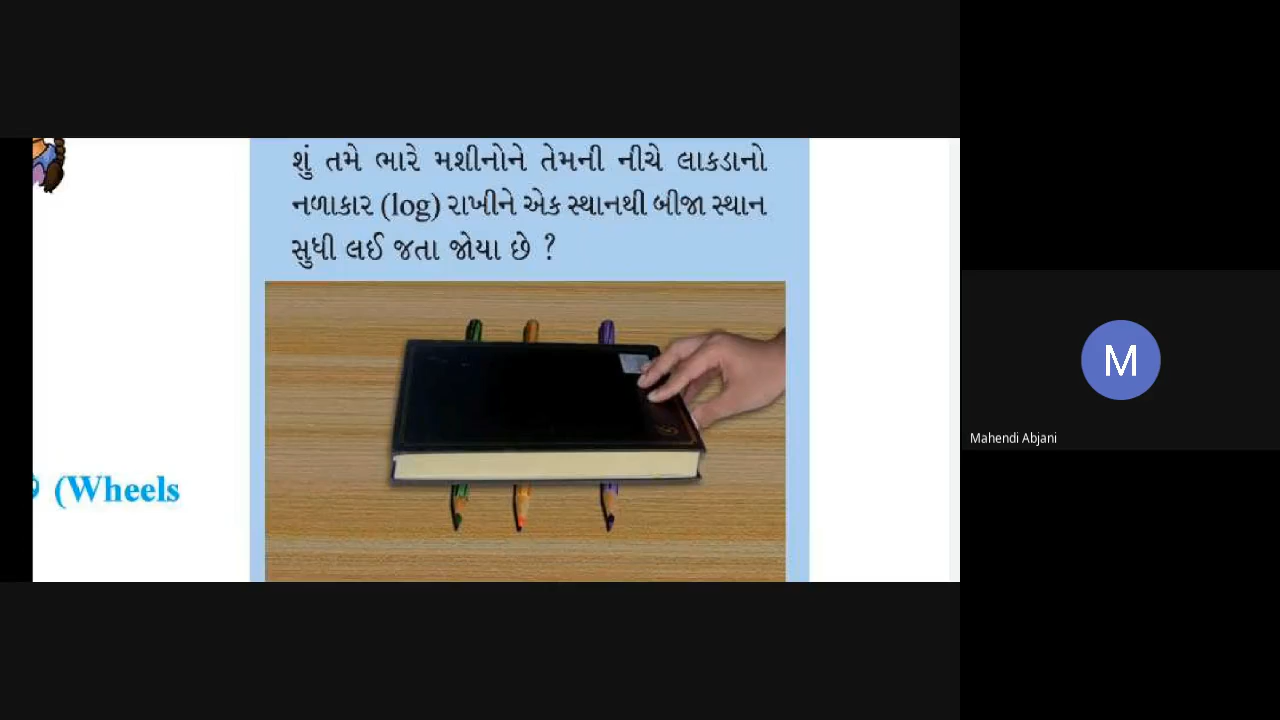 શું તમે ભારે મશીનોને તેમની નીચે લાકડાનો
નળાકાર (log) રાખીને એક સ્થાનથી બીજા સ્થાન
સુધી લઈ જતા જોયા છે ?
(Wheels
M
Mahendi Abjani